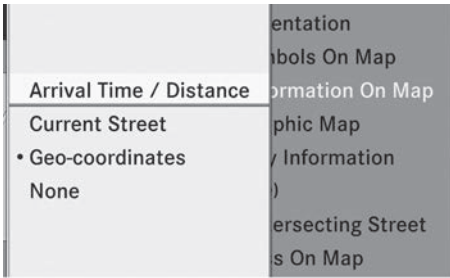 entation
bols On Map
Arrival Time / Distance
ormation On Map
Current Street
phic Map
• Geo-coordinates
Information
None
)
ersecting Street
s On Map